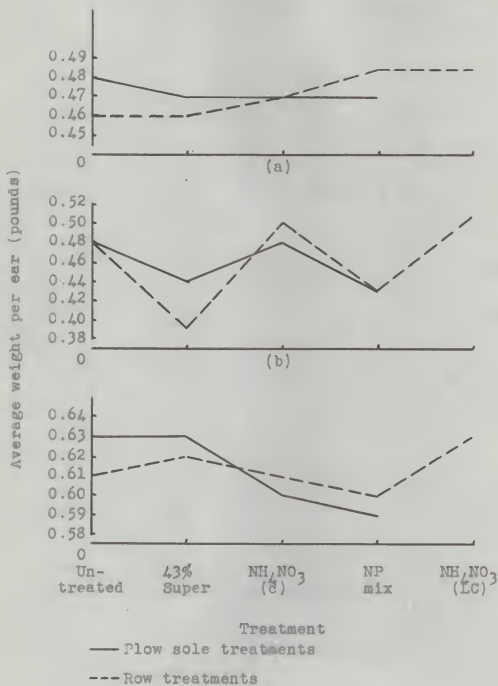 Average weight per ear (pounds)
0.49
0.48
0.47
0.46
0.45
0
(a)
0.52
0.50
0.48
0.46
0.44
0.42
0.40
0.38
0
(b)
0.64
0.63
0.62
0.61
0.60
0.59
0.58
0
Un-
treated
43%
Super
NH4NO3
(C)
NP
mix
NH4NO3
(LC)
Treatment
Plow sole treatments
Row treatments